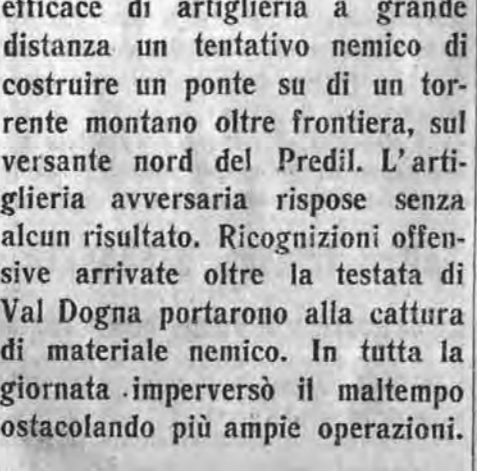 efficace di artiglieria a grande
distanza un tentativo nemico di
costruire un ponte su di un tor-
rente montano oltre frontiera, sul
versante nord del Predil. L'arti-
glieria avversaria rispose senza
alcun risultato. Ricognizioni offen-
sive arrivate oltre la testata di
Val Dogna portarono alla cattura
di materiale nemico. In tutta la
giornata imperversò il maltempo
ostacolando più ampie operazioni.